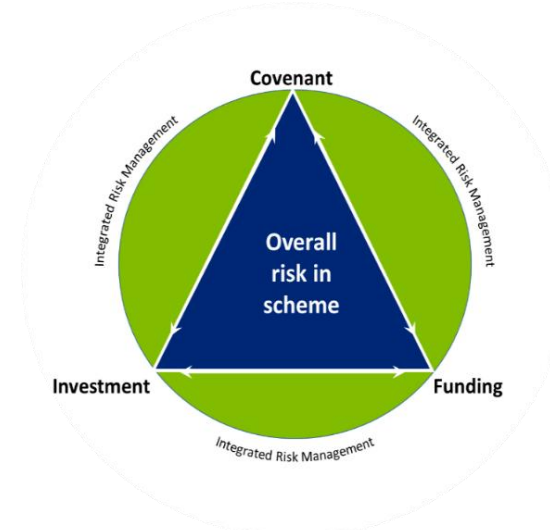 Covenant
Integrated Risk Management
Integrated Risk Management
Overall
risk in
scheme
Investment
Funding
Integrated Risk Management